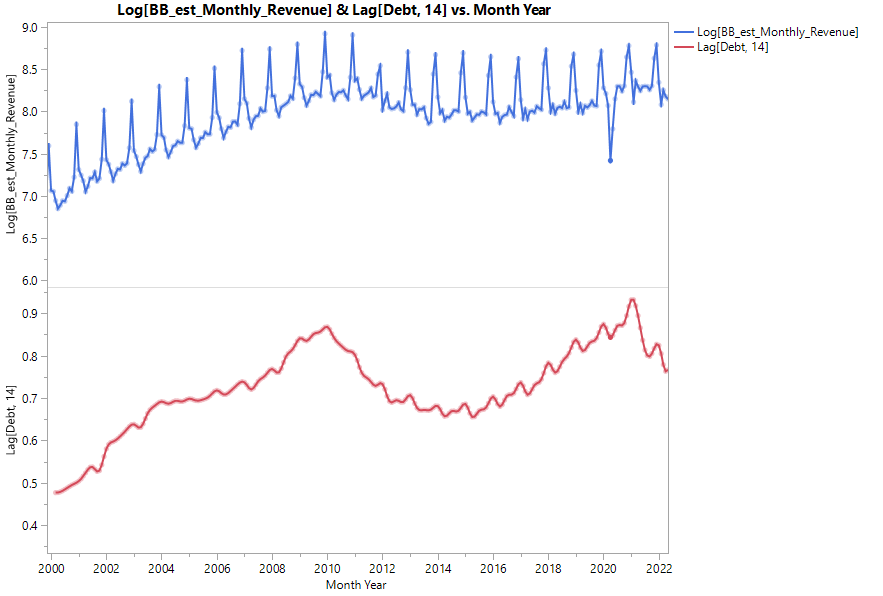 Log[BB_est_Monthly_Revenue] & Lag[Debt, 14] vs. Month Year
Log[BB_est_Monthly_Revenue]
Lag[Debt, 14]
Log[BB_est_Monthly_Revenue]
9.0
8.5
8.0
7.5
7.0
6.5
6.0
Lag[Debt, 14]
0.9
0.8
0.7
0.6
0.5
0.4
2000 2002 2004 2006 2008 2010 2012 2014 2016 2018 2020 2022
Month Year